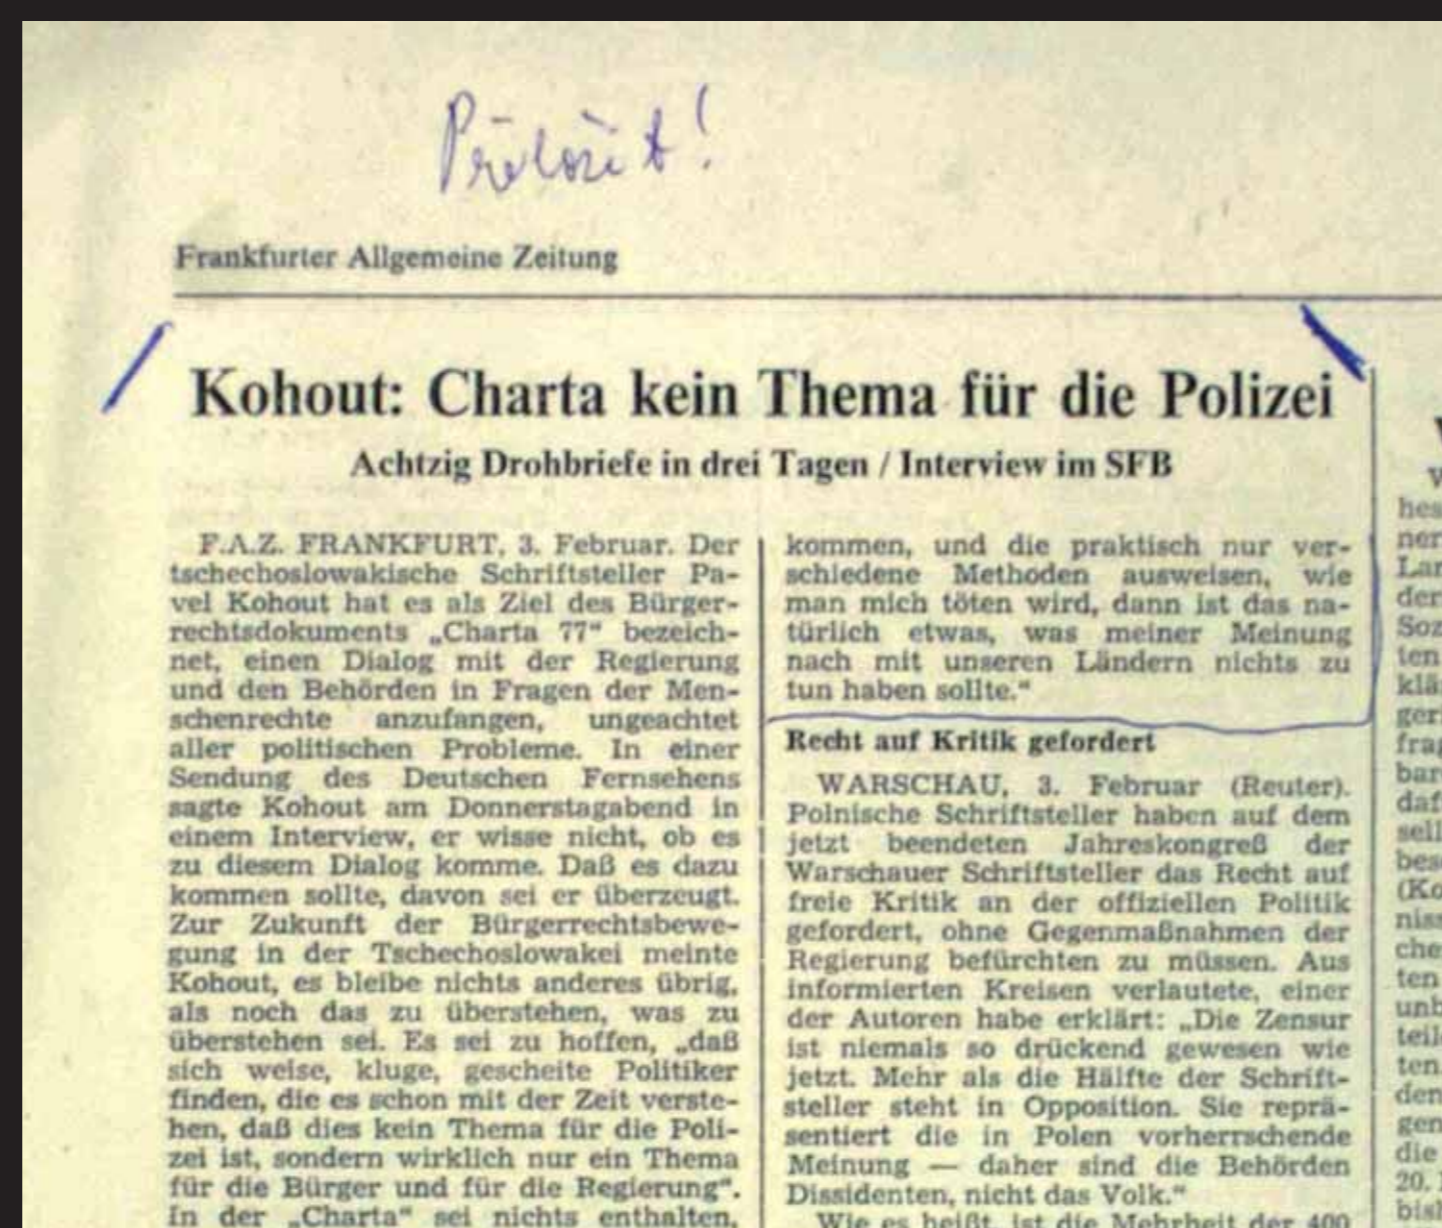 Přeložit!
Frankfurter Allgemeine Zeitung
Kohout: Charta kein Thema für die Polizei
Achtzig Drohbriefe in drei Tagen / Interview im SFB
F.A.Z. FRANKFURT, 3. Februar. Der
tschechoslowakische Schriftsteller Pa-
vel Kohout hat es als Ziel des Bürger-
rechtsdokuments „Charta 77“ bezeich-
net, einen Dialog mit der Regierung
und den Behörden in Fragen der Men-
schenrechte anzufangen, ungeachtet
aller politischen Probleme. In einer
Sendung des Deutschen Fernsehens
sagte Kohout am Donnerstagabend in
einem Interview, er wisse nicht, ob es
zu diesem Dialog komme. Daß es dazu
kommen sollte, davon sei er überzeugt.
Zur Zukunft der Bürgerrechtsbewe-
gung in der Tschechoslowakei meinte
Kohout, es bleibe nichts anderes übrig,
als noch das zu überstehen, was zu
überstehen sei. Es sei zu hoffen, „daß
sich weise, kluge, gescheite Politiker
finden, die es schon mit der Zeit verste-
hen, daß dies kein Thema für die Poli-
zei ist, sondern wirklich nur ein Thema
für die Bürger und für die Regierung“.
In der „Charta“ sei nichts enthalten,
kommen, und die praktisch nur ver-
schiedene Methoden ausweisen, wie
man mich töten wird, dann ist das na-
türlich etwas, was meiner Meinung
nach mit unseren Ländern nichts zu
tun haben sollte.“
Recht auf Kritik gefordert
WARSCHAU, 3. Februar (Reuter).
Polnische Schriftsteller haben auf dem
jetzt beendeten Jahreskongreß der
Warschauer Schriftsteller das Recht auf
freie Kritik an der offiziellen Politik
gefordert, ohne Gegenmaßnahmen der
Regierung befürchten zu müssen. Aus
informierten Kreisen verlautete, einer
der Autoren habe erklärt: „Die Zensur
ist niemals so drückend gewesen wie
jetzt. Mehr als die Hälfte der Schrift-
steller steht in Opposition. Sie reprä-
sentiert die in Polen vorherrschende
Meinung — daher sind die Behörden
Dissidenten, nicht das Volk.“
Wie es heißt, ist die Mehrheit der 400